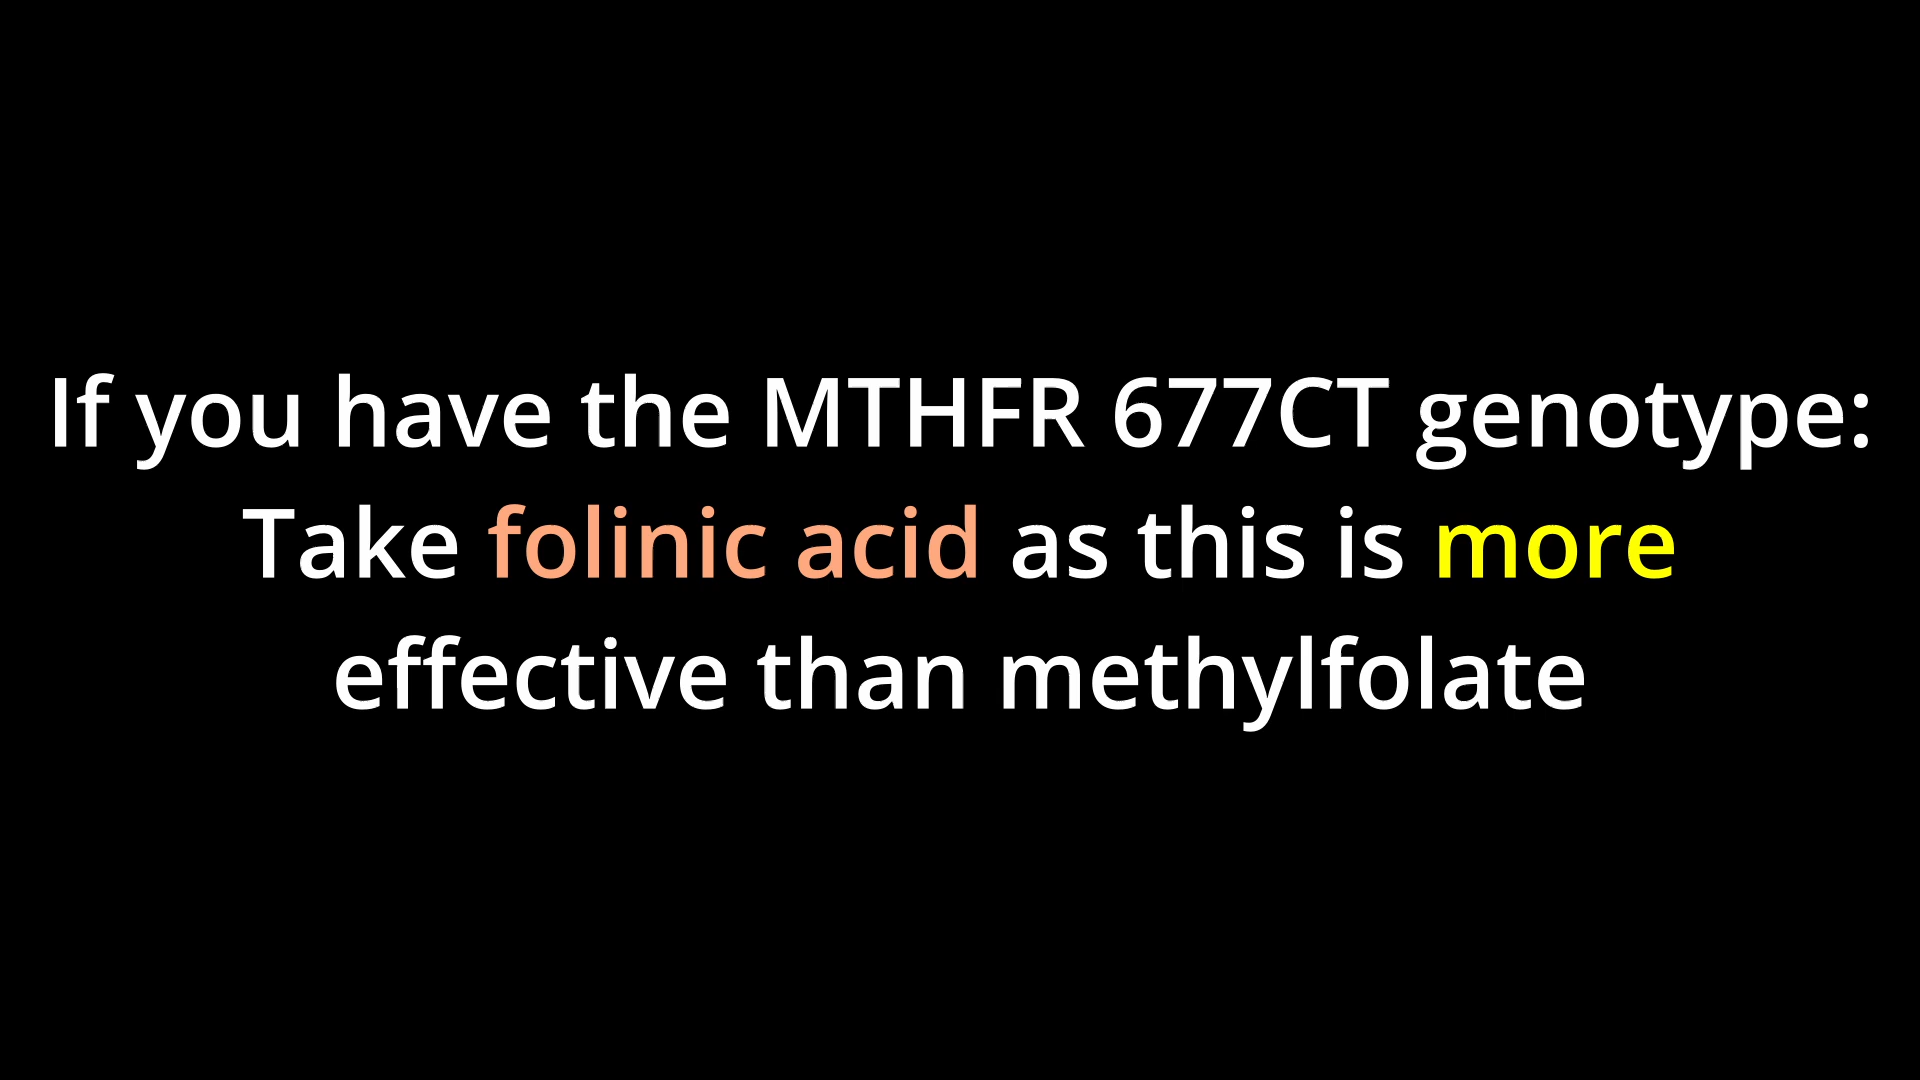 If you have the MTHFR 677CT genotype:
Take folinic acid as this is more
effective than methylfolate